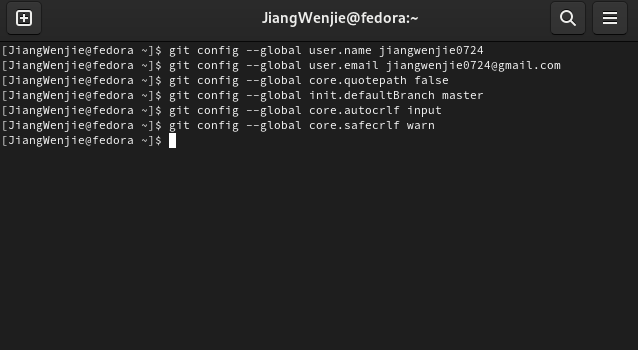 JiangWenjie@fedora:~
[JiangWenjie@fedora ~]$ git config --global user.name jiangwenjie0724
[JiangWenjie@fedora ~]$ git config --global user.email jiangwenjie0724@gmail.com
[JiangWenjie@fedora ~]$ git config --global core.quotepath false
[JiangWenjie@fedora ~]$ git config --global init.defaultBranch master
[JiangWenjie@fedora ~]$ git config --global core.autocrlf input
[JiangWenjie@fedora ~]$ git config --global core.safecrlf warn
[JiangWenjie@fedora ~]$